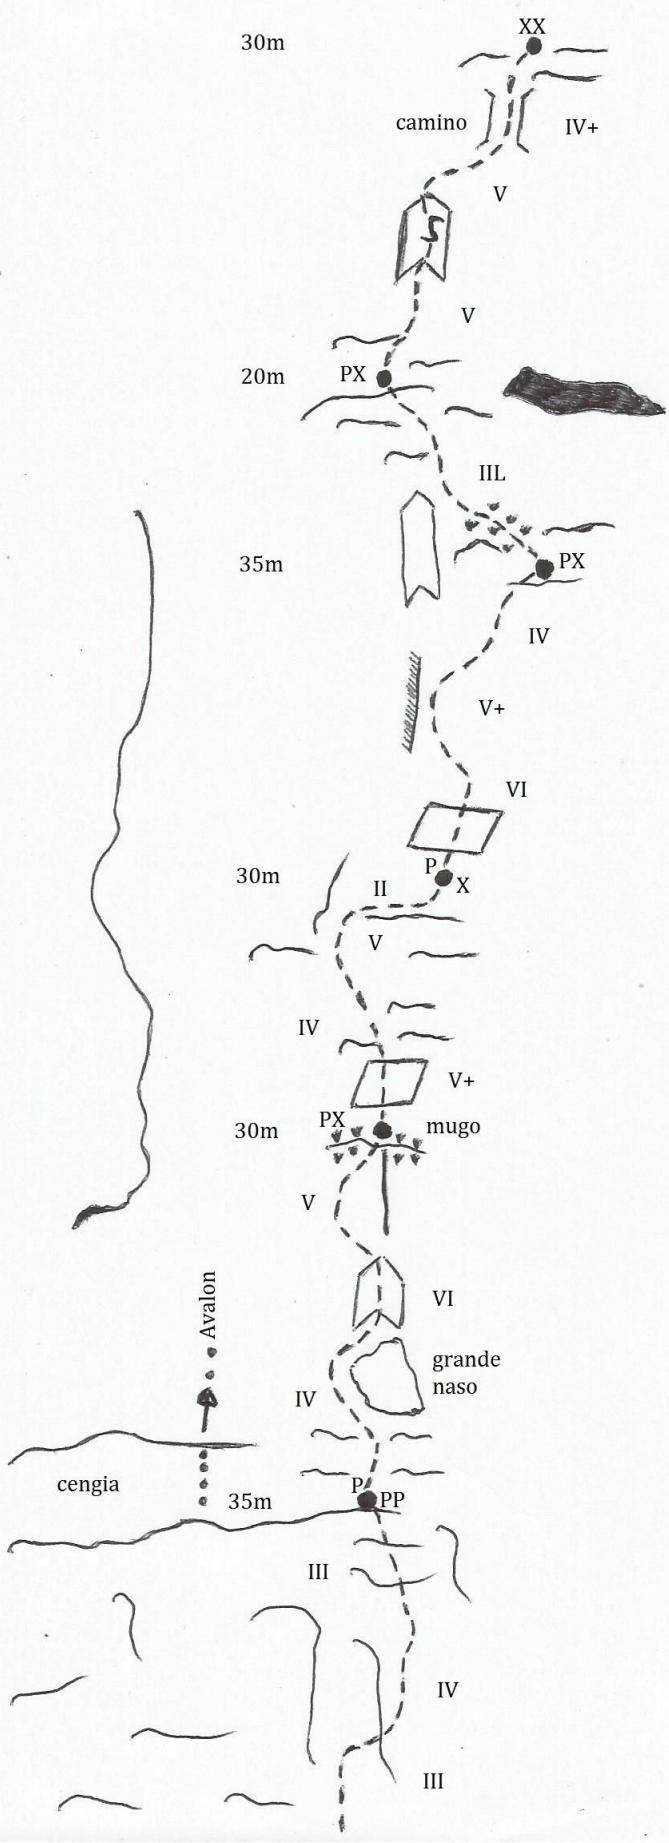 XX
30m
camino
IV+
V
V
PX
20m
IIL
35m
PX
IV
V+
VI
P
30m
X
II
V
IV
V+
PX
30m
mugo
V
VI
Avalon
grande
naso
IV
cengia
P
35m
PP
III
IV
III